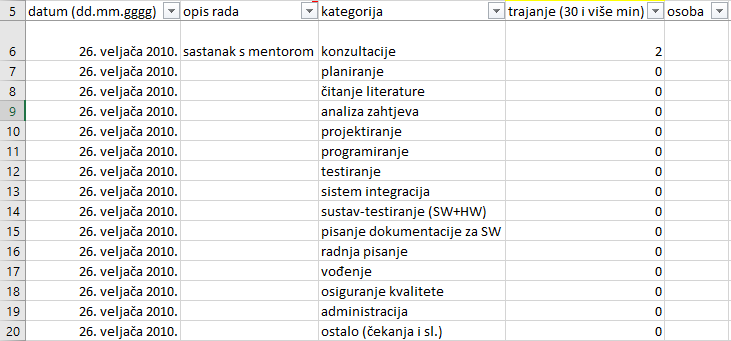 5 datum (dd.mm.gggg) opis rada kategorija trajanje (30 i više min) osoba
6 26. veljača 2010. sastanak s mentorom konzultacije 2
7 26. veljača 2010. planiranje 0
8 26. veljača 2010. čitanje literature 0
9 26. veljača 2010. analiza zahtjeva 0
10 26. veljača 2010. projektiranje 0
11 26. veljača 2010. programiranje 0
12 26. veljača 2010. testiranje 0
13 26. veljača 2010. sistem integracija 0
14 26. veljača 2010. sustav-testiranje (SW+HW) 0
15 26. veljača 2010. pisanje dokumentacije za SW 0
16 26. veljača 2010. radnja pisanje 0
17 26. veljača 2010. vođenje 0
18 26. veljača 2010. osiguranje kvalitete 0
19 26. veljača 2010. administracija 0
20 26. veljača 2010. ostalo (čekanja i sl.) 0